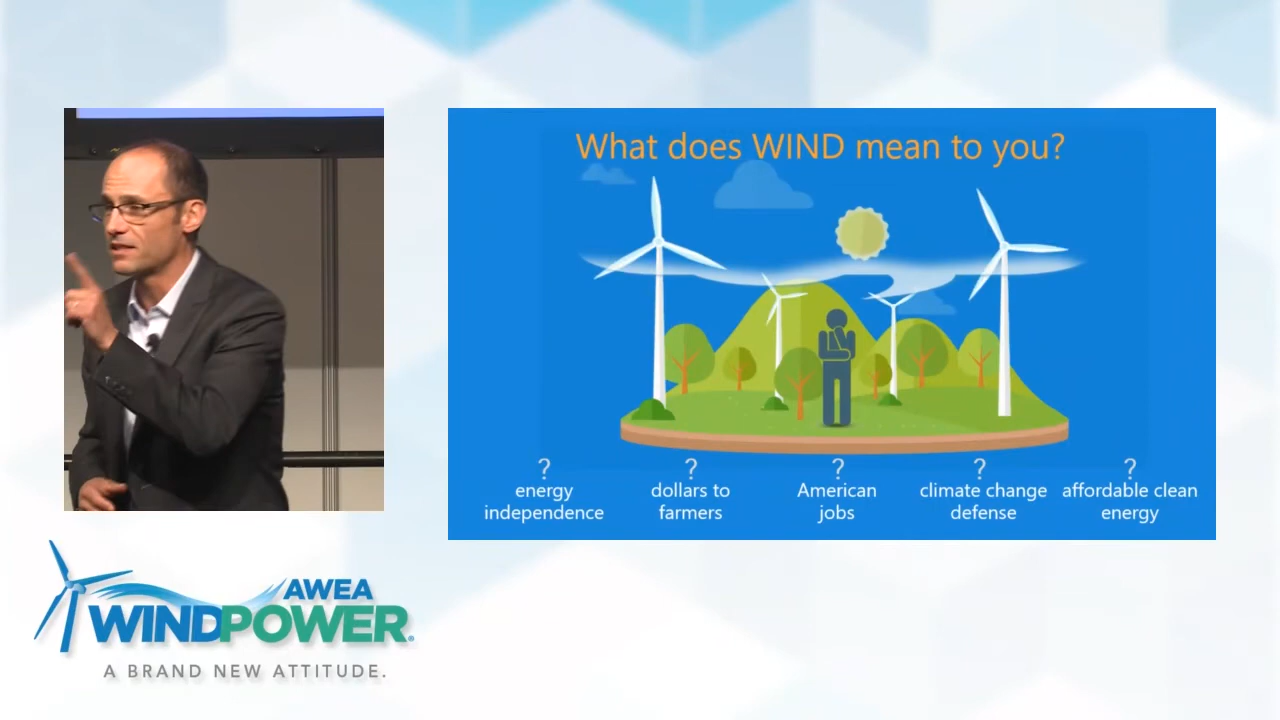 What does WIND mean to you?
?
energy
independence
?
dollars to
farmers
?
American
jobs
?
climate change
defense
?
affordable clean
energy
AWEA
WINDPOWER®
A BRAND NEW ATTITUDE.